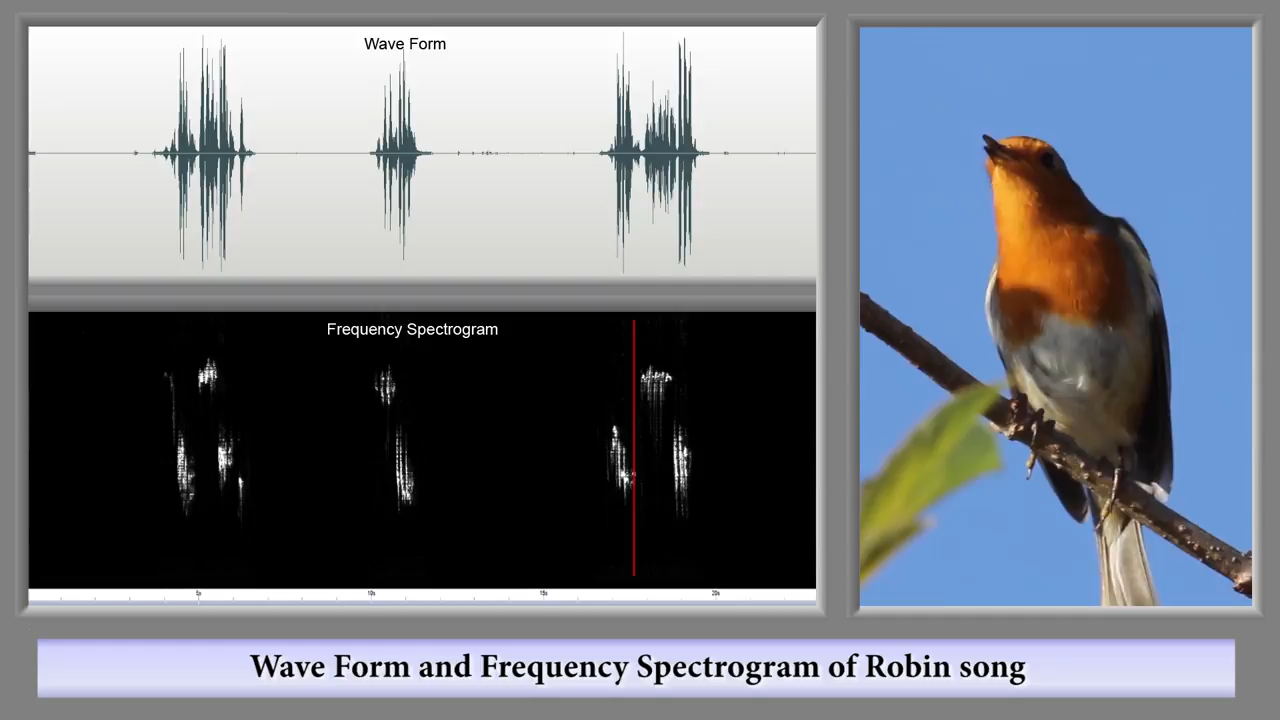 Wave Form
Frequency Spectrogram
5s 10s 15s 20s
Wave Form and Frequency Spectrogram of Robin song